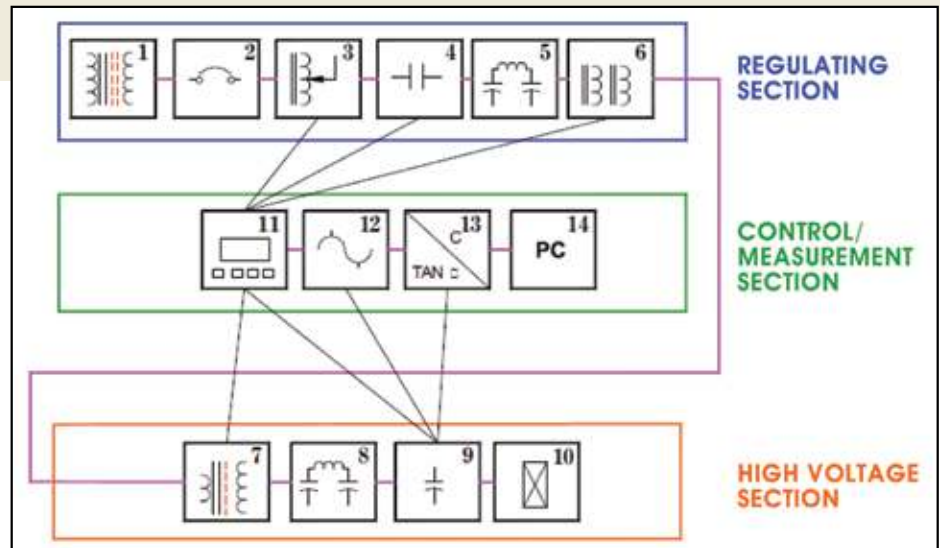 1 2 3 4 5 6
REGULATING
SECTION
11 12 13 14
C
TAN
PC
CONTROL/
MEASUREMENT
SECTION
7 8 9 10
HIGH VOLTAGE
SECTION